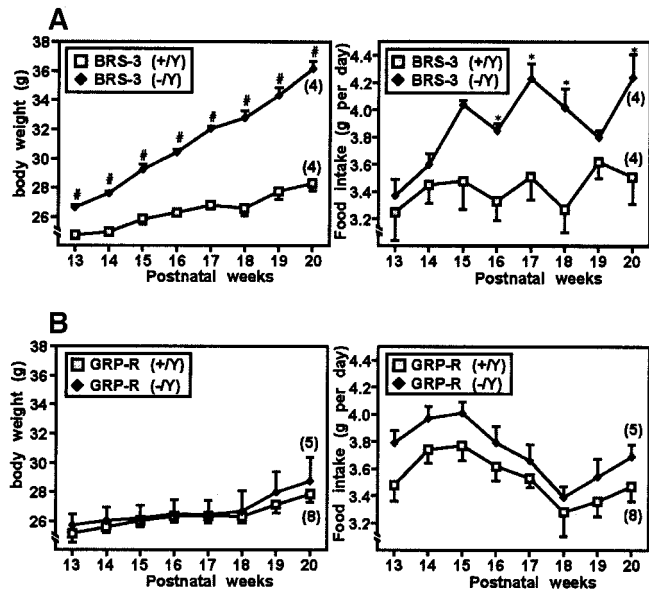 A
BRS-3 (+/Y)
BRS-3 (-/Y)
body weight (g)
38
36
34
32
30
28
26
# # # # # # # #
(4)
(4)
13 14 15 16 17 18 19 20
Postnatal weeks
BRS-3 (+/Y)
BRS-3 (-/Y)
Food intake (g per day)
4.4
4.2
4.0
3.8
3.6
3.4
3.2
* * * *
(4)
(4)
13 14 15 16 17 18 19 20
Postnatal weeks
B
GRP-R (+/Y)
GRP-R (-/Y)
body weight (g)
38
36
34
32
30
28
26
(5)
(8)
13 14 15 16 17 18 19 20
Postnatal weeks
GRP-R (+/Y)
GRP-R (-/Y)
Food intake (g per day)
4.4
4.2
4.0
3.8
3.6
3.4
3.2
(5)
(8)
13 14 15 16 17 18 19 20
Postnatal weeks